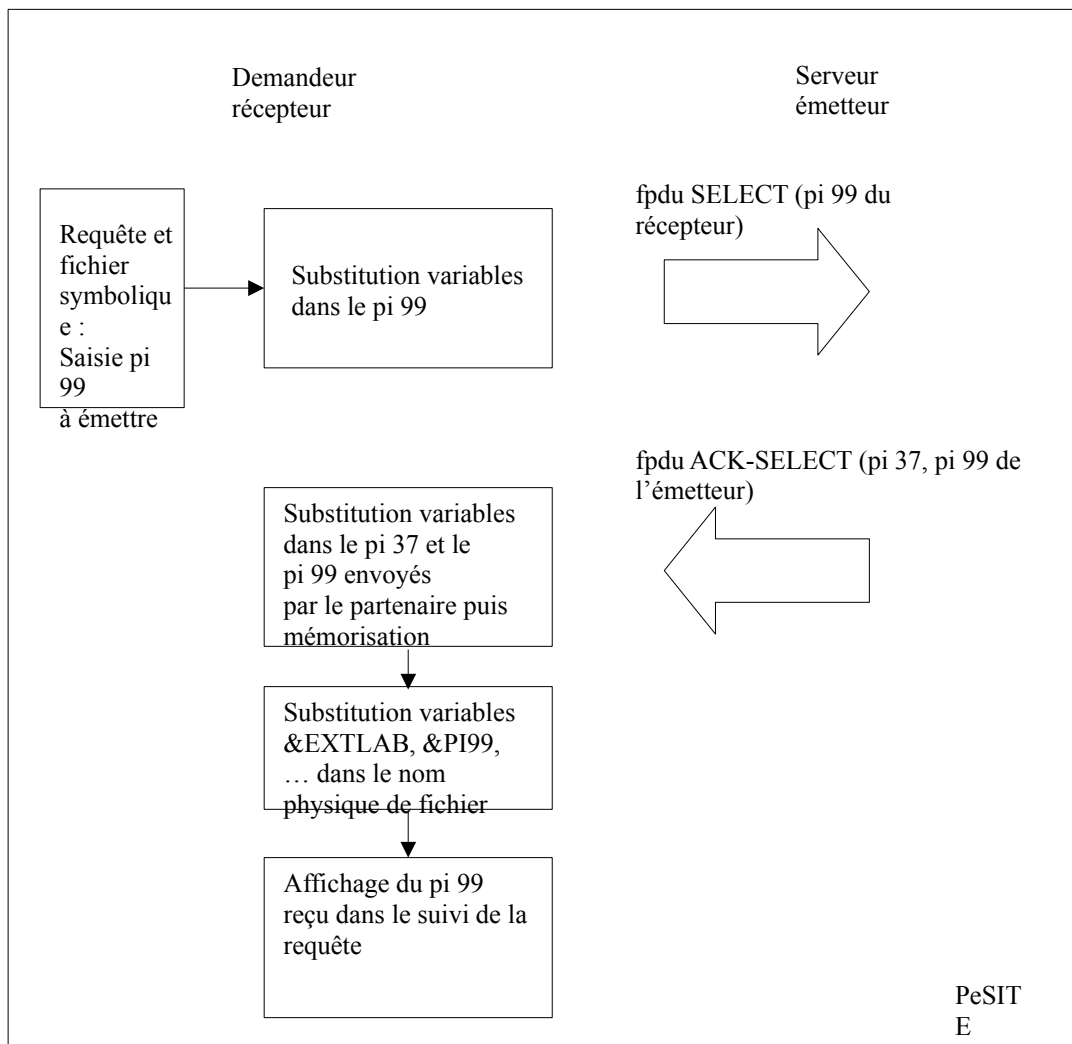 Demandeur
récepteur
Serveur
émetteur
Requête et
fichier
symboliqu
e :
Saisie pi
99
à émettre
Substitution variables
dans le pi 99
fpdu SELECT (pi 99 du
récepteur)
fpdu ACK-SELECT (pi 37, pi 99 de
l’émetteur)
Substitution variables
dans le pi 37 et le
pi 99 envoyés
par le partenaire puis
mémorisation
Substitution variables
&EXTLAB, &PI99,
… dans le nom
physique de fichier
Affichage du pi 99
reçu dans le suivi de la
requête
PeSIT
E